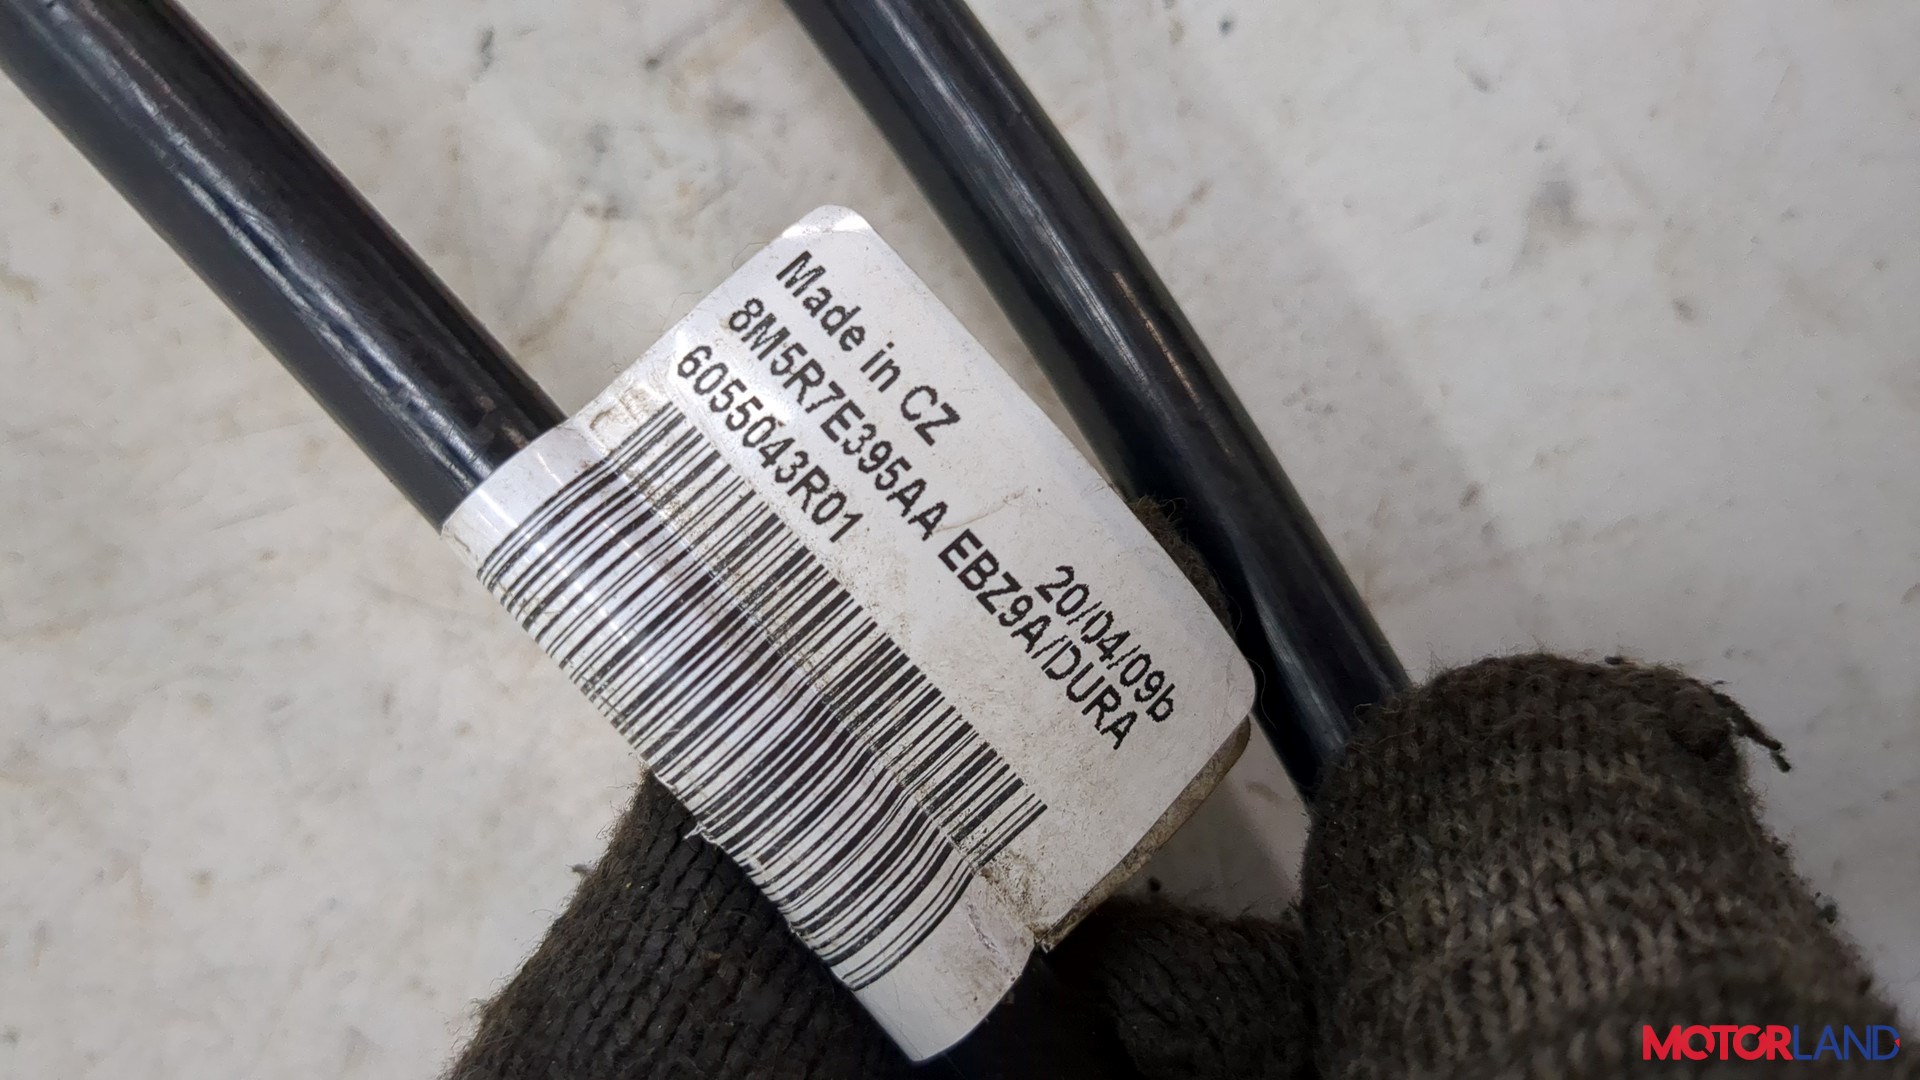 Made in CZ
20/04/09b
8M5R7E395AA EBZ9A/DURA
6055043R01
MOTORLAND